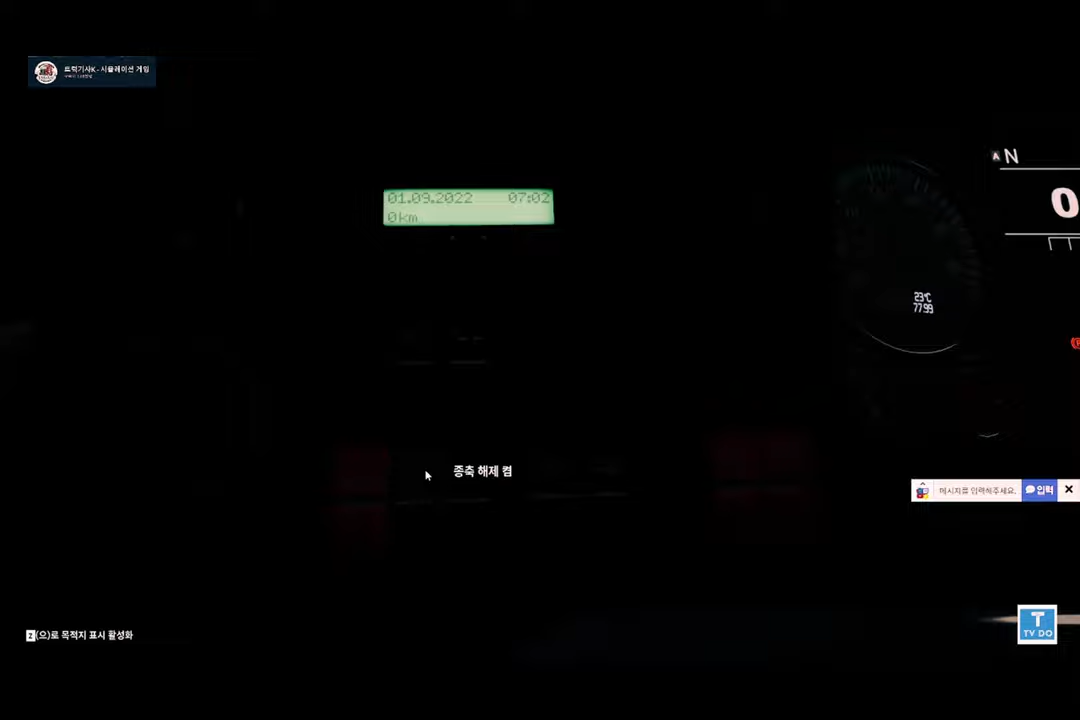 트럭기사K - 시뮬레이션 게임
01.09.2022 07:02
0km
A N
0
23°C
7799
종축 해제 켬
메시지를 입력해주세요.
입력
Z(으)로 목적지 표시 활성화
T
TV DO